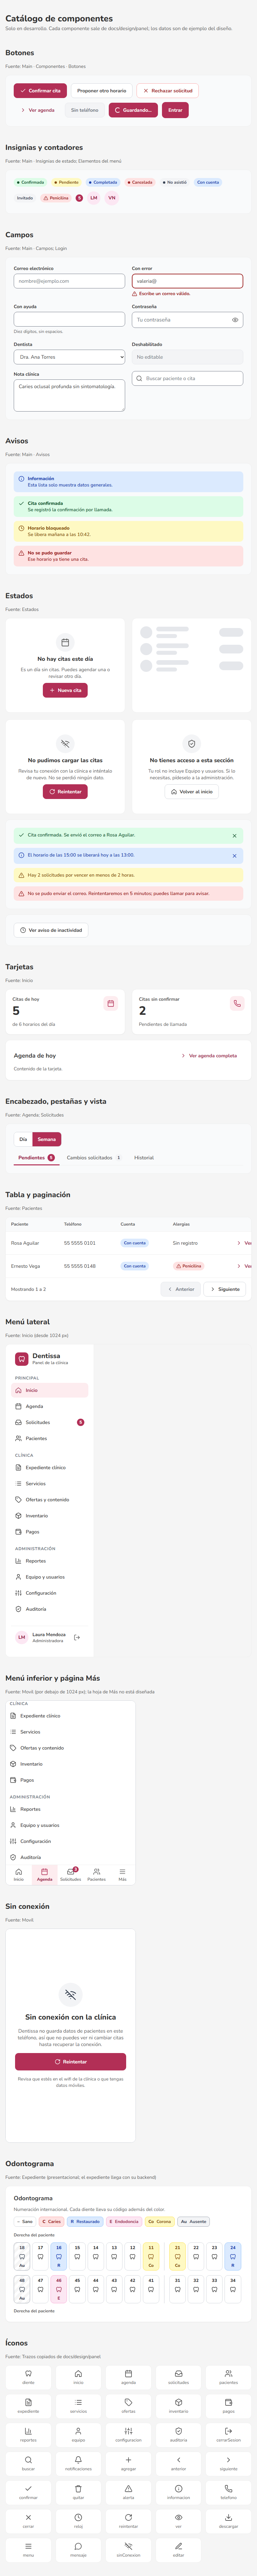 Catálogo de componentes
Solo en desarrollo. Cada componente sale de docs/design/panel; los datos son de ejemplo del diseño.
Botones
Fuente: Main · Componentes · Botones
Confirmar cita
Proponer otro horario
Rechazar solicitud
Ver agenda
Sin teléfono
Guardando…
Entrar
Insignias y contadores
Fuente: Main · Insignias de estado; Elementos del menú
Confirmada
Pendiente
Completada
Cancelada
No asistió
Con cuenta
Invitado
Penicilina
5
LM
VN
Campos
Fuente: Main · Campos; Login
Correo electrónico
nombre@ejemplo.com
Con error
valeria@
Escribe un correo válido.
Con ayuda
Diez dígitos, sin espacios.
Contraseña
Tu contraseña
Dentista
Dra. Ana Torres
Deshabilitado
No editable
Nota clínica
Caries oclusal profunda sin sintomatología.
Buscar paciente o cita
Avisos
Fuente: Main · Avisos
Información
Esta lista solo muestra datos generales.
Cita confirmada
Se registró la confirmación por llamada.
Horario bloqueado
Se libera mañana a las 10:42.
No se pudo guardar
Ese horario ya tiene una cita.
Estados
Fuente: Estados
No hay citas este día
Es un día sin citas. Puedes agendar una o
revisar otro día.
Nueva cita
No pudimos cargar las citas
Revisa tu conexión con la clínica e inténtalo
de nuevo. No se perdió ningún dato.
Reintentar
No tienes acceso a esta sección
Tu rol no incluye Equipo y usuarios. Si lo
necesitas, pídeselo a la administración.
Volver al inicio
Cita confirmada. Se envió el correo a Rosa Aguilar.
El horario de las 15:00 se liberará hoy a las 13:00.
Hay 2 solicitudes por vencer en menos de 2 horas.
No se pudo enviar el correo. Reintentaremos en 5 minutos; puedes llamar para avisar.
Ver aviso de inactividad
Tarjetas
Fuente: Inicio
Citas de hoy
5
de 6 horarios del día
Citas sin confirmar
2
Pendientes de llamada
Agenda de hoy
Ver agenda completa
Contenido de la tarjeta.
Encabezado, pestañas y vista
Fuente: Agenda; Solicitudes
Día
Semana
Pendientes 5
Cambios solicitados 1
Historial
Tabla y paginación
Fuente: Pacientes
Paciente Teléfono Cuenta Alergias
Rosa Aguilar 55 5555 0101 Con cuenta Sin registro Ver
Ernesto Vega 55 5555 0148 Con cuenta Penicilina Ver
Mostrando 1 a 2
Anterior
Siguiente
Menú lateral
Fuente: Inicio (desde 1024 px)
Dentissa
Panel de la clínica
PRINCIPAL
Inicio
Agenda
Solicitudes 5
Pacientes
CLÍNICA
Expediente clínico
Servicios
Ofertas y contenido
Inventario
Pagos
ADMINISTRACIÓN
Reportes
Equipo y usuarios
Configuración
Auditoría
LM
Laura Mendoza
Administradora
Menú inferior y página Más
Fuente: Movil (por debajo de 1024 px); la hoja de Más no está diseñada
CLÍNICA
Expediente clínico
Servicios
Ofertas y contenido
Inventario
Pagos
ADMINISTRACIÓN
Reportes
Equipo y usuarios
Configuración
Auditoría
Inicio
Agenda
Solicitudes
Pacientes
Más
Sin conexión
Fuente: Movil
Sin conexión con la clínica
Dentissa no guarda datos de pacientes en este
teléfono, así que no puedes ver ni cambiar citas
hasta recuperar la conexión.
Reintentar
Revisa que estés en el wifi de la clínica o que tengas
datos móviles.
Odontograma
Fuente: Expediente (presentacional; el expediente llega con su backend)
Odontograma
Numeración internacional. Cada diente lleva su código además del color.
– Sano
C Caries
R Restaurado
E Endodoncia
Co Corona
Au Ausente
Derecha del paciente
18 17 16 15 14 13 12 11 21 22 23 24
Au R Co Co R
48 47 46 45 44 43 42 41 31 32 33 34
Au E
Derecha del paciente
Íconos
Fuente: Trazos copiados de docs/design/panel
diente
inicio
agenda
solicitudes
pacientes
expediente
servicios
ofertas
inventario
pagos
reportes
equipo
configuracion
auditoria
cerrarSesion
buscar
notificaciones
agregar
anterior
siguiente
confirmar
quitar
alerta
informacion
telefono
cerrar
reloj
reintentar
ver
descargar
menu
mensaje
sinConexion
editar